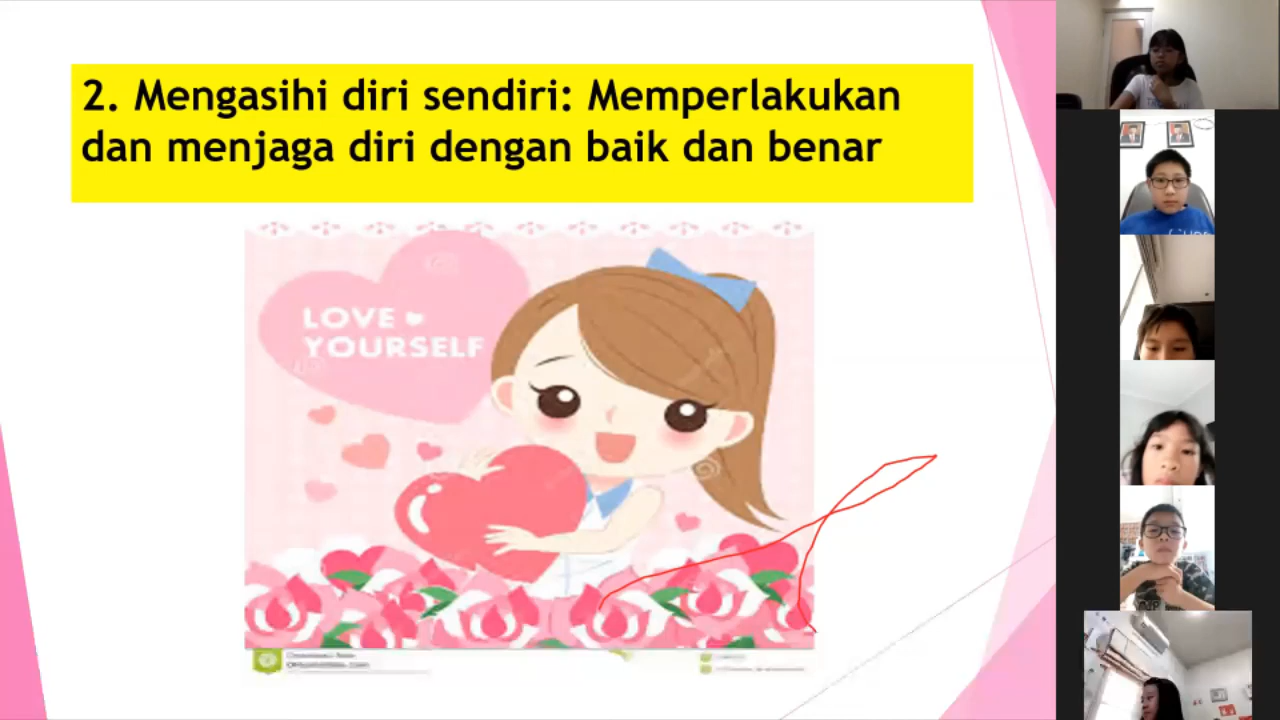 2. Mengasihi diri sendiri: Memperlakukan
dan menjaga diri dengan baik dan benar
LOVE
YOURSELF